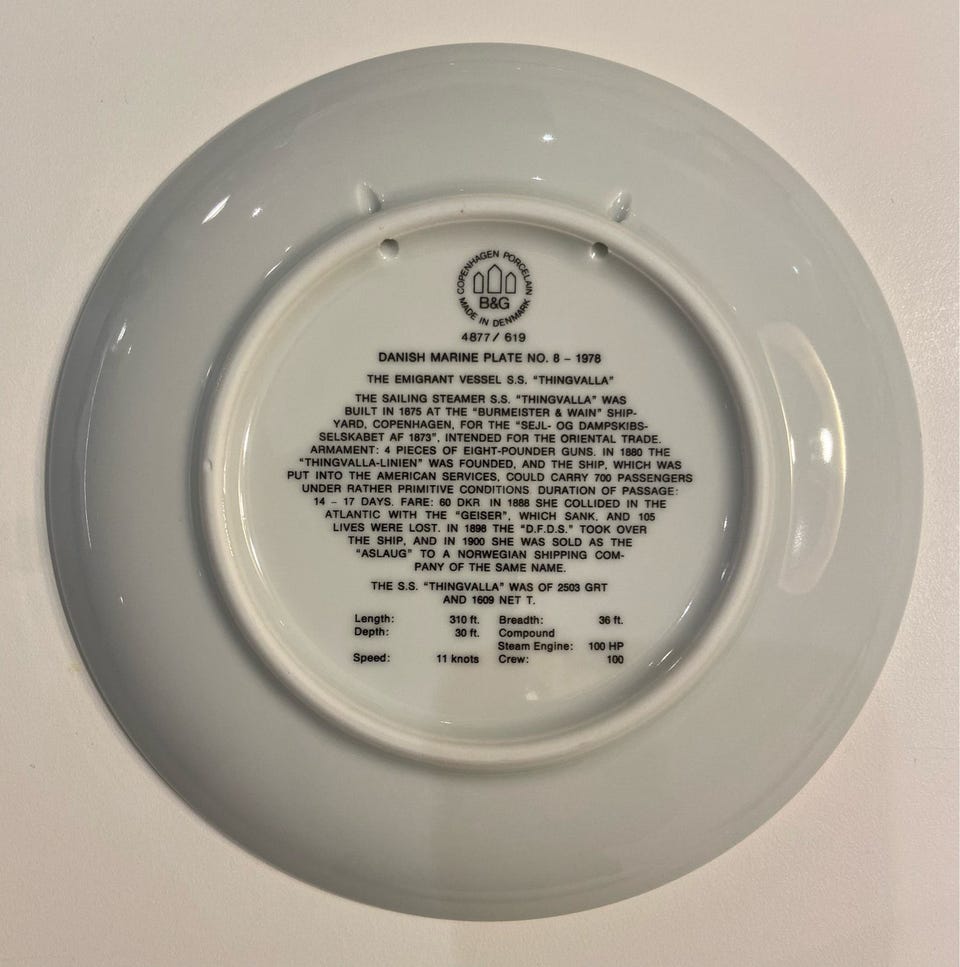 COPENHAGEN PORCELAIN
B&G
MADE IN DENMARK
4877/ 619
DANISH MARINE PLATE NO. 8 – 1978
THE EMIGRANT VESSEL S.S. "THINGVALLA"
THE SAILING STEAMER S.S. "THINGVALLA" WAS
BUILT IN 1875 AT THE "BURMEISTER & WAIN" SHIP-
YARD, COPENHAGEN, FOR THE "SEJL- OG DAMPSKIBS-
SELSKABET AF 1873", INTENDED FOR THE ORIENTAL TRADE.
ARMAMENT: 4 PIECES OF EIGHT-POUNDER GUNS. IN 1880 THE
"THINGVALLA-LINIEN" WAS FOUNDED, AND THE SHIP, WHICH WAS
PUT INTO THE AMERICAN SERVICES, COULD CARRY 700 PASSENGERS
UNDER RATHER PRIMITIVE CONDITIONS DURATION OF PASSAGE:
14 – 17 DAYS. FARE: 60 DKR IN 1888 SHE COLLIDED IN THE
ATLANTIC WITH THE "GEISER", WHICH SANK, AND 105
LIVES WERE LOST. IN 1898 THE "D.F.D.S." TOOK OVER
THE SHIP, AND IN 1900 SHE WAS SOLD AS THE
"ASLAUG" TO A NORWEGIAN SHIPPING COM-
PANY OF THE SAME NAME.
THE S.S. "THINGVALLA" WAS OF 2503 GRT
AND 1609 NET T.
Length: 310 ft. Breadth: 36 ft.
Depth: 30 ft. Compound
Steam Engine: 100 HP
Speed: 11 knots Crew: 100